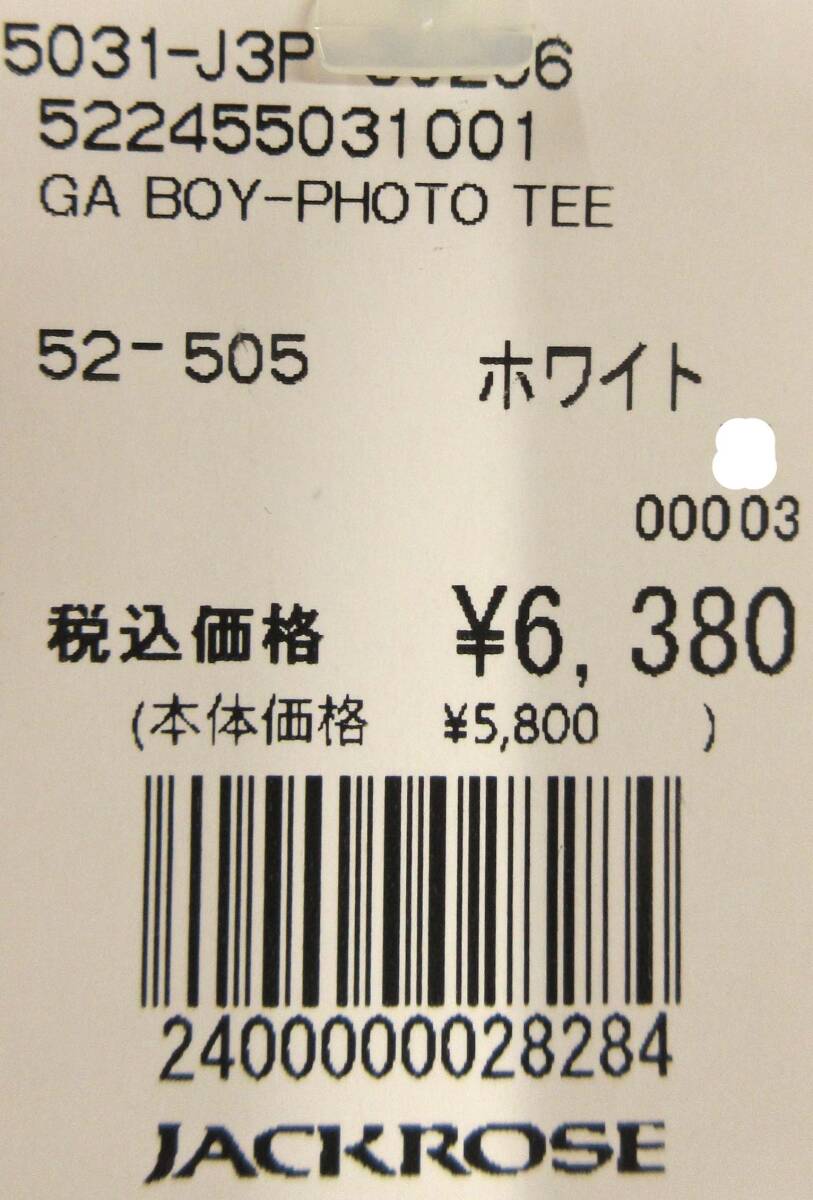 5031-J3P
522455031001
GA BOY-PHOTO TEE
52-505 ホワイト
00003
税込価格 ¥6,380
(本体価格 ¥5,800 )
2400000028284
JACKROSE